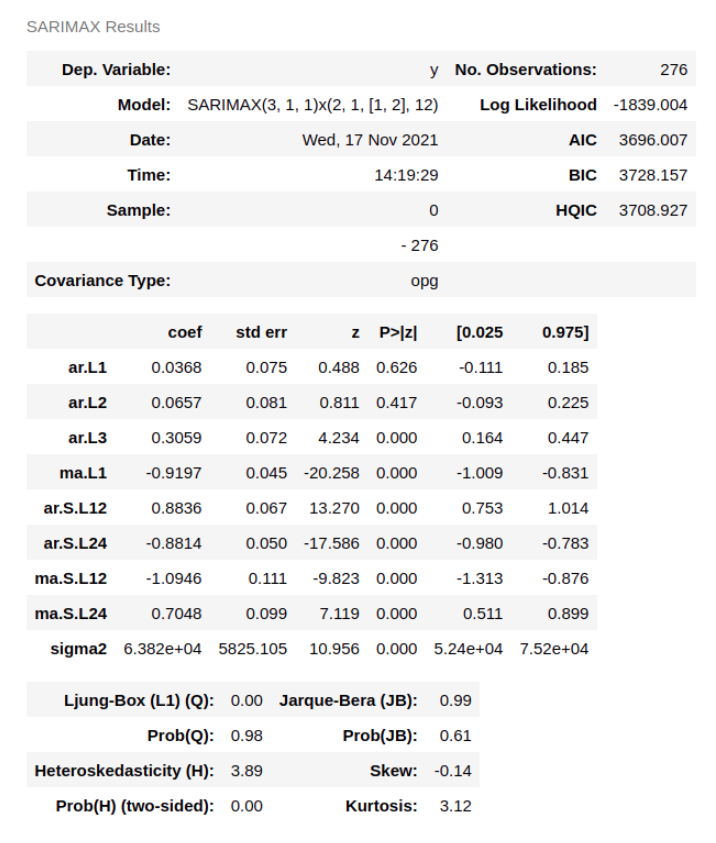 SARIMAX Results
Dep. Variable: y No. Observations: 276
Model: SARIMAX(3, 1, 1)x(2, 1, [1, 2], 12) Log Likelihood -1839.004
Date: Wed, 17 Nov 2021 AIC 3696.007
Time: 14:19:29 BIC 3728.157
Sample: 0 HQIC 3708.927
- 276
Covariance Type: opg
coef std err z P>|z| [0.025 0.975]
ar.L1 0.0368 0.075 0.488 0.626 -0.111 0.185
ar.L2 0.0657 0.081 0.811 0.417 -0.093 0.225
ar.L3 0.3059 0.072 4.234 0.000 0.164 0.447
ma.L1 -0.9197 0.045 -20.258 0.000 -1.009 -0.831
ar.S.L12 0.8836 0.067 13.270 0.000 0.753 1.014
ar.S.L24 -0.8814 0.050 -17.586 0.000 -0.980 -0.783
ma.S.L12 -1.0946 0.111 -9.823 0.000 -1.313 -0.876
ma.S.L24 0.7048 0.099 7.119 0.000 0.511 0.899
sigma2 6.382e+04 5825.105 10.956 0.000 5.24e+04 7.52e+04
Ljung-Box (L1) (Q): 0.00 Jarque-Bera (JB): 0.99
Prob(Q): 0.98 Prob(JB): 0.61
Heteroskedasticity (H): 3.89 Skew: -0.14
Prob(H) (two-sided): 0.00 Kurtosis: 3.12